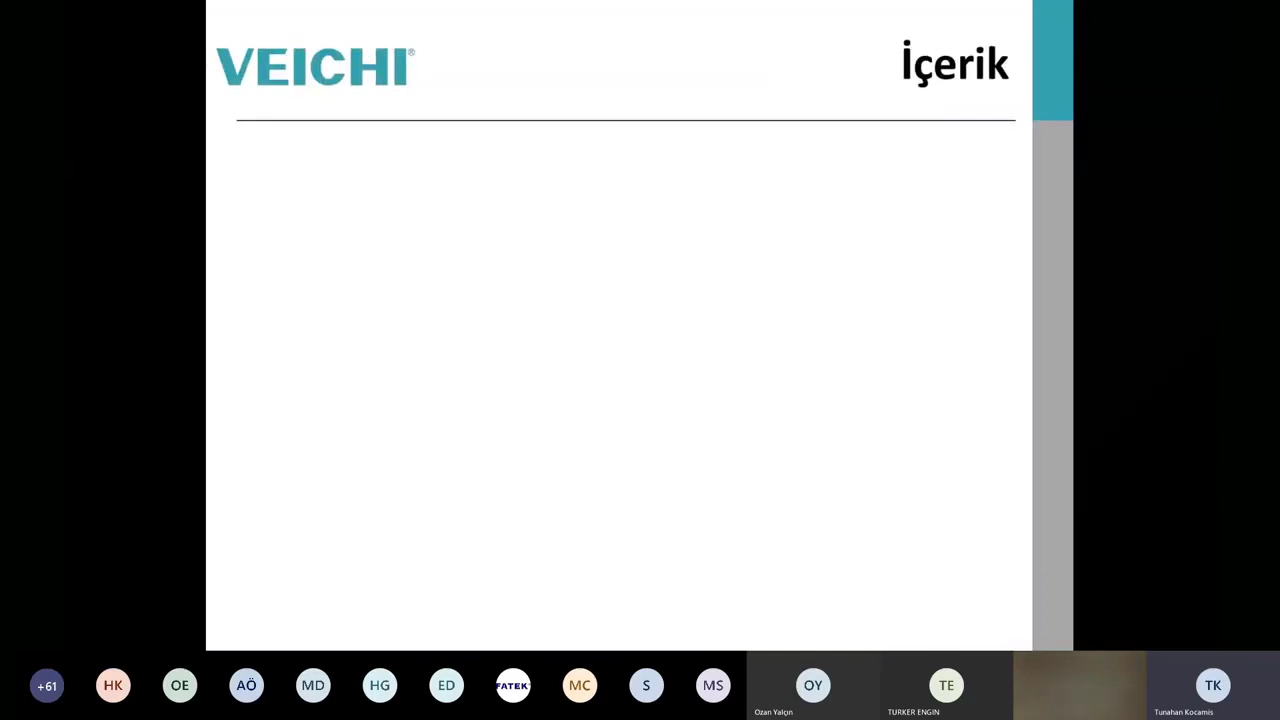 VEICHI®
İçerik
+61
HK
OE
AÖ
MD
HG
ED
FATEK
MC
S
MS
OY
TE
TK
Ozan Yalçın
TURKER ENGIN
Tunahan Kocamis